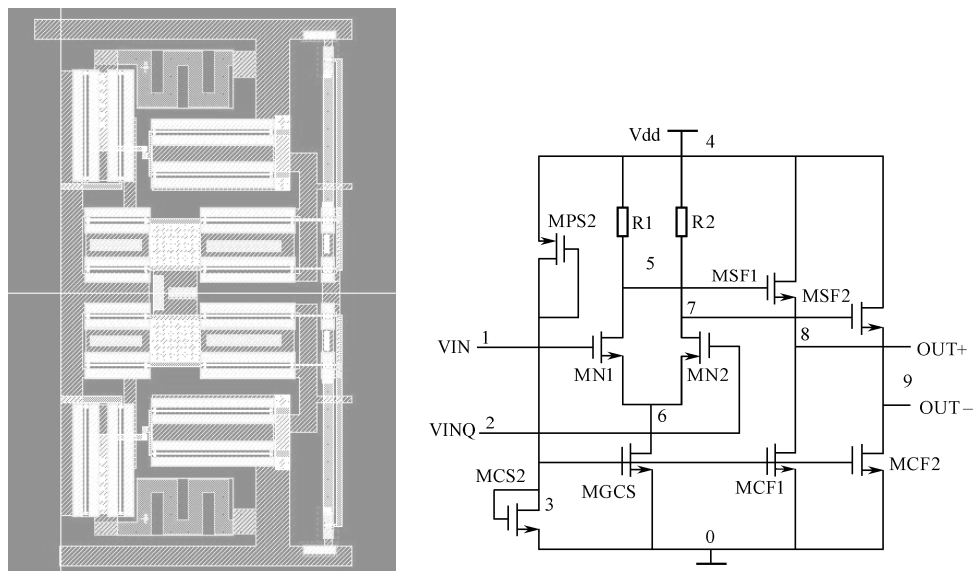 Vdd 4
MPS2 R1 R2
5 MSF1
MSF2
7
VIN 1
8
OUT+
MN1 MN2
9
VINQ 2 6
OUT−
MCS2
MGCS MCF1 MCF2
3
0